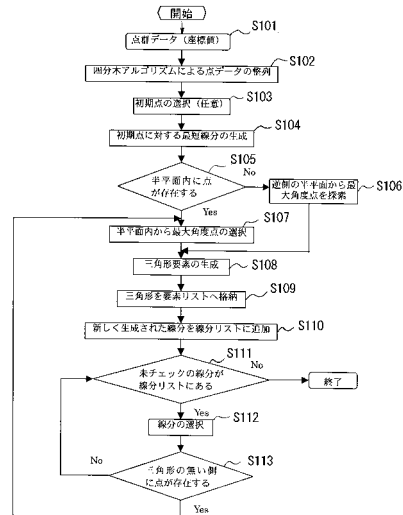 開始
S101
点群データ（座標値）
S102
四分木アルゴリズムによる点データの整列
S103
初期点の選択（任意）
S104
初期点に対する最短線分の生成
S105
半平面内に点
が存在する
No
S106
逆側の半平面から最
大角度点を探索
Yes
S107
半平面内から最大角度点の選択
S108
三角形要素の生成
S109
三角形を要素リストへ格納
S110
新しく生成された線分を線分リストに追加
S111
未チェックの線分が
線分リストにある
No
終了
Yes
S112
線分の選択
S113
No
三角形の無い側
に点が存在する
Yes